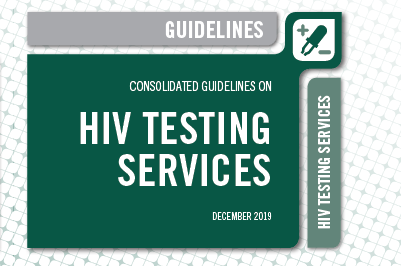 GUIDELINES
CONSOLIDATED GUIDELINES ON
HIV TESTING
SERVICES
DECEMBER 2019
HIV TESTING SERVICES